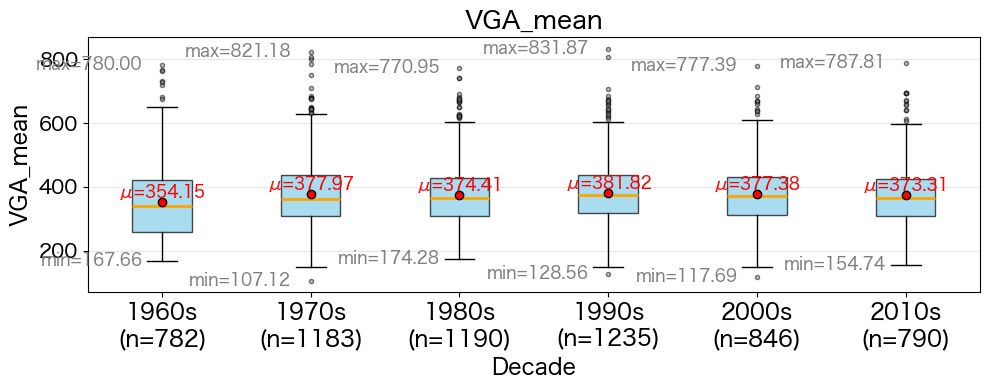 VGA_mean
VGA_mean
800
600
400
200
max=780.00
max=821.18
max=770.95
max=831.87
max=777.39
max=787.81
μ=354.15
μ=377.97
μ=374.41
μ=381.82
μ=377.38
μ=373.31
min=167.66
min=107.12
min=174.28
min=128.56
min=117.69
min=154.74
1960s
(n=782)
1970s
(n=1183)
1980s
(n=1190)
1990s
(n=1235)
2000s
(n=846)
2010s
(n=790)
Decade